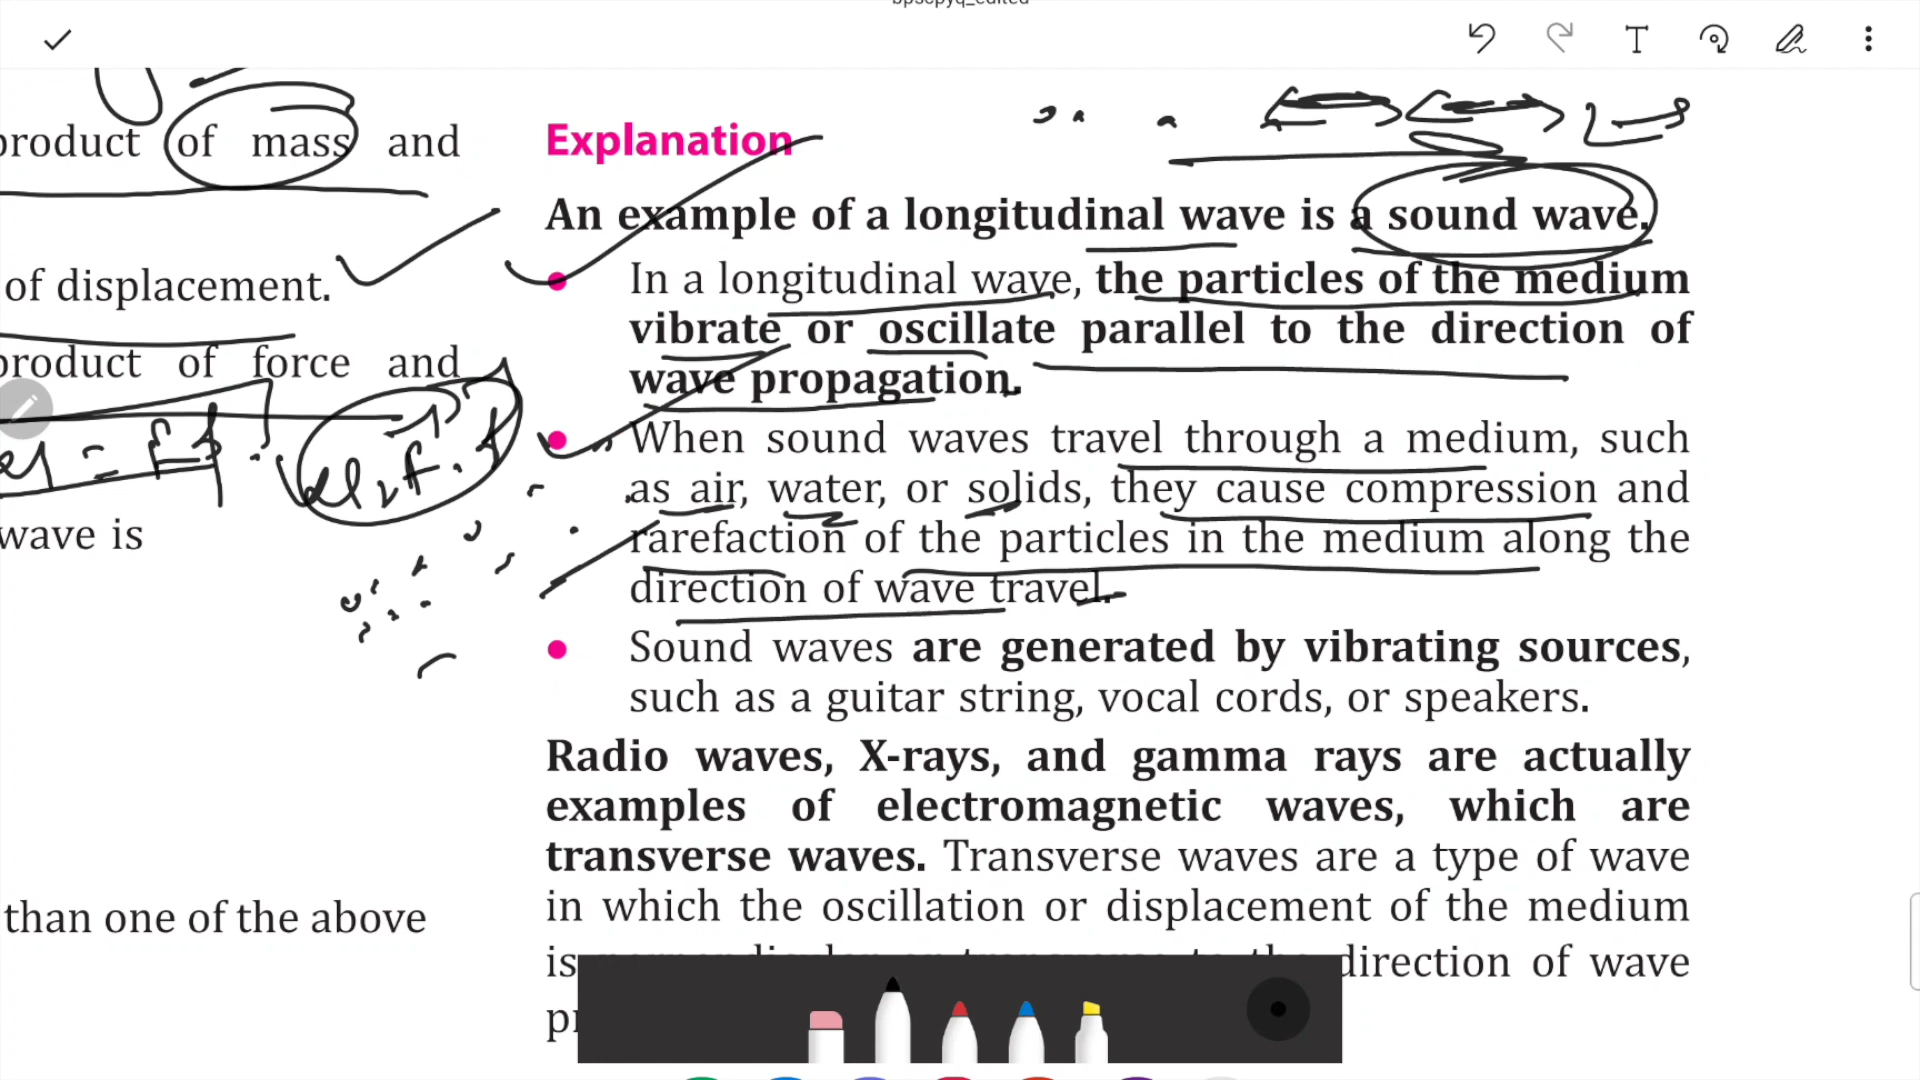 bpscpyq_edited
product of mass and
of displacement.
product of force and
wave is
than one of the above
Explanation
An example of a longitudinal wave is a sound wave.
In a longitudinal wave, the particles of the medium
vibrate or oscillate parallel to the direction of
wave propagation.
When sound waves travel through a medium, such
as air, water, or solids, they cause compression and
rarefaction of the particles in the medium along the
direction of wave travel.
Sound waves are generated by vibrating sources,
such as a guitar string, vocal cords, or speakers.
Radio waves, X-rays, and gamma rays are actually
examples of electromagnetic waves, which are
transverse waves. Transverse waves are a type of wave
in which the oscillation or displacement of the medium
is direction of wave